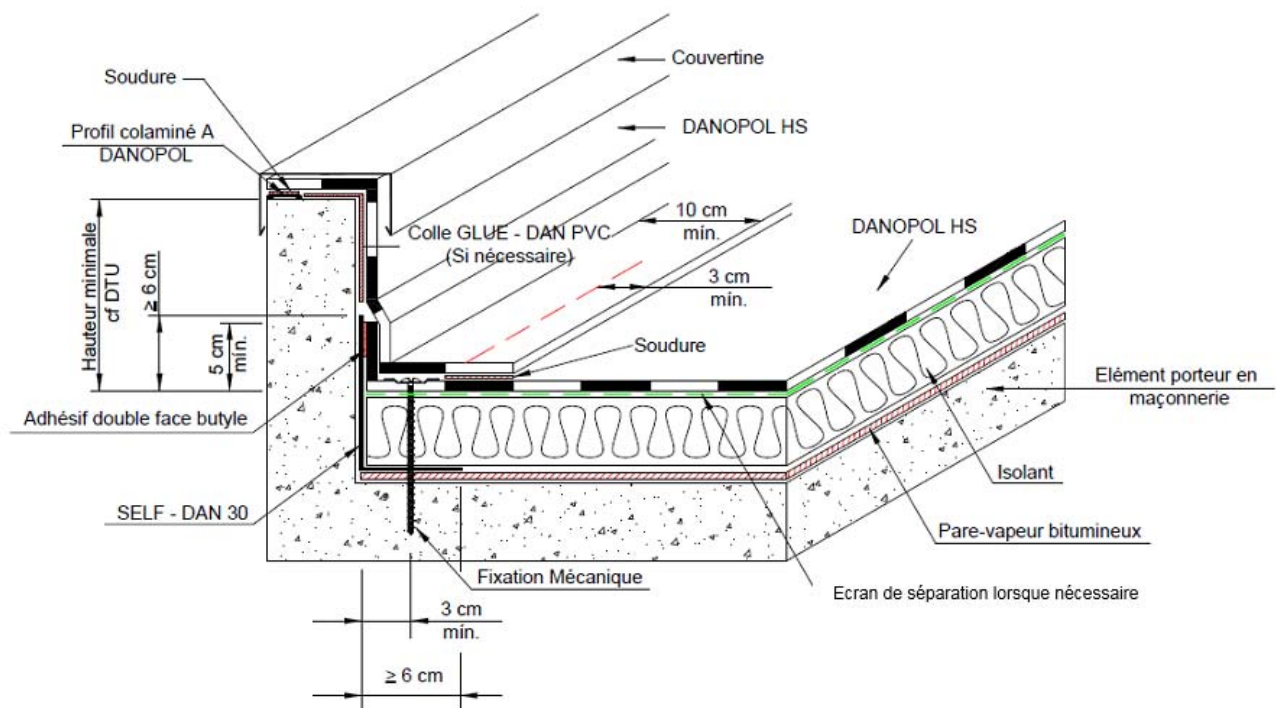 Couvertine
Soudure
Profil colaminé A
DANOPOL
DANOPOL HS
10 cm
mín.
Colle GLUE - DAN PVC
(Si nécessaire)
DANOPOL HS
3 cm
mín.
Hauteur minimale
cf DTU
≥ 6 cm
5 cm
mín.
Soudure
Elément porteur en
maçonnerie
Adhésif double face butyle
Isolant
SELF - DAN 30
Pare-vapeur bitumineux
Fixation Mécanique
Ecran de séparation lorsque nécessaire
3 cm
mín.
≥ 6 cm